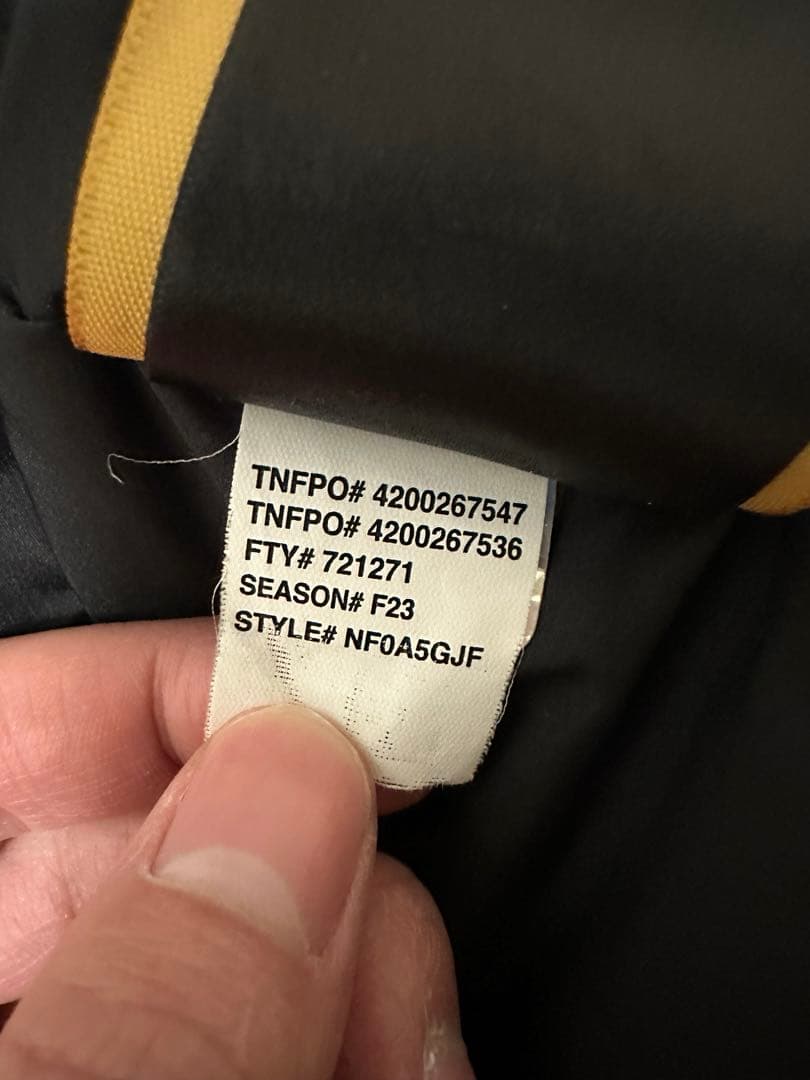 TNFPO# 4200267547
TNFPO# 4200267536
FTY# 721271
SEASON# F23
STYLE# NF0A5GJF